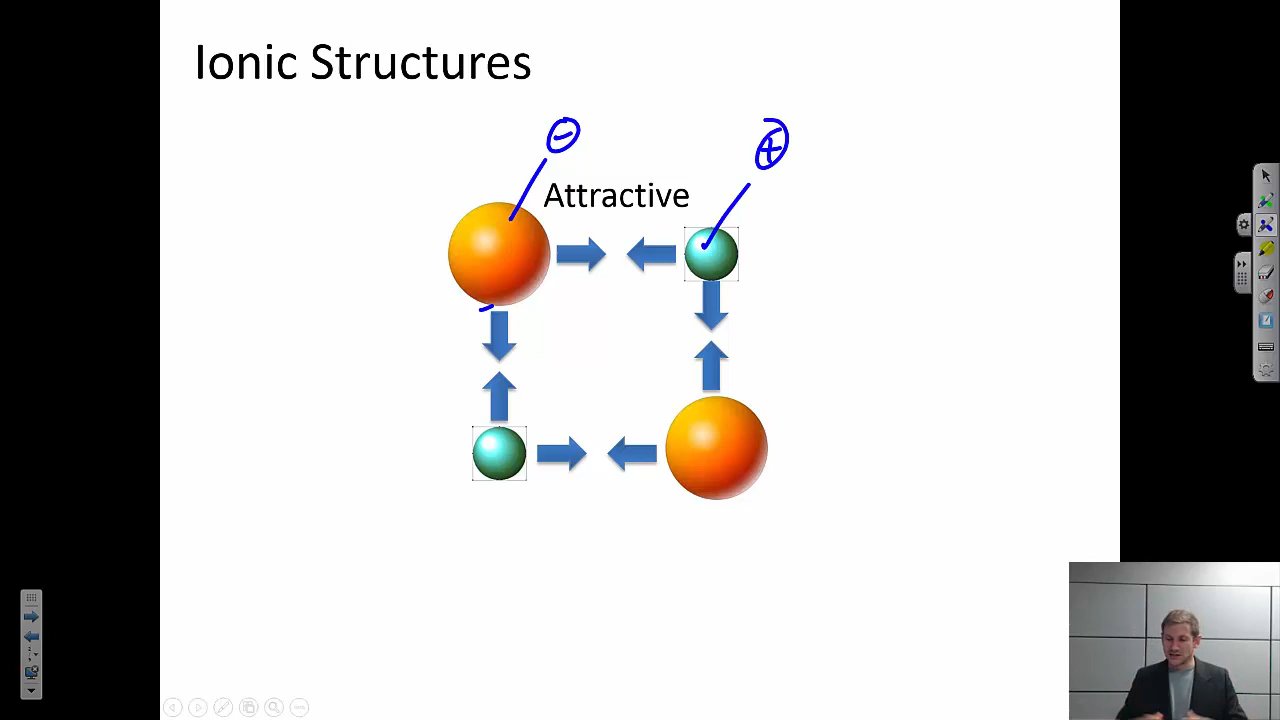 Ionic Structures
−
+
Attractive